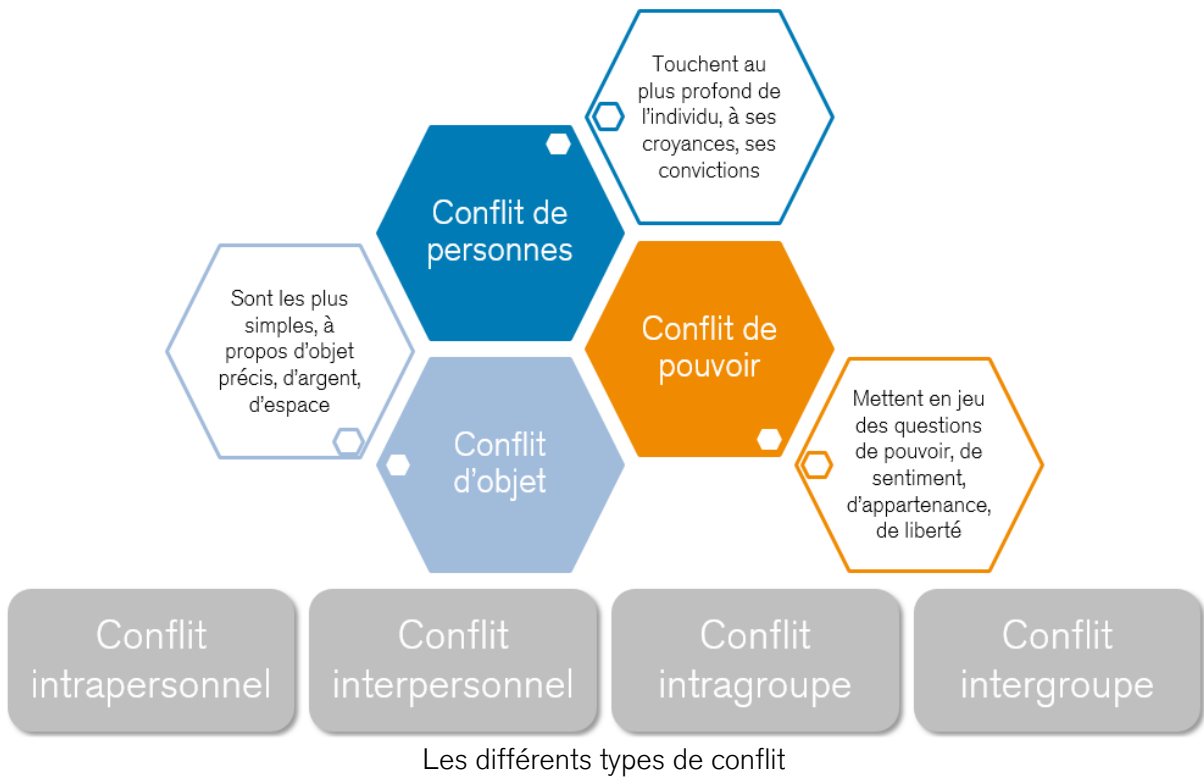 Touchent au
plus profond de
l'individu, à ses
croyances, ses
convictions
Conflit de
personnes
Sont les plus
simples, à
propos d'objet
précis, d'argent,
d'espace
Conflit de
pouvoir
Mettent en jeu
des questions
de pouvoir, de
sentiment,
d'appartenance,
de liberté
Conflit
d'objet
Conflit
intrapersonnel
Conflit
interpersonnel
Conflit
intragroupe
Conflit
intergroupe
Les différents types de conflit